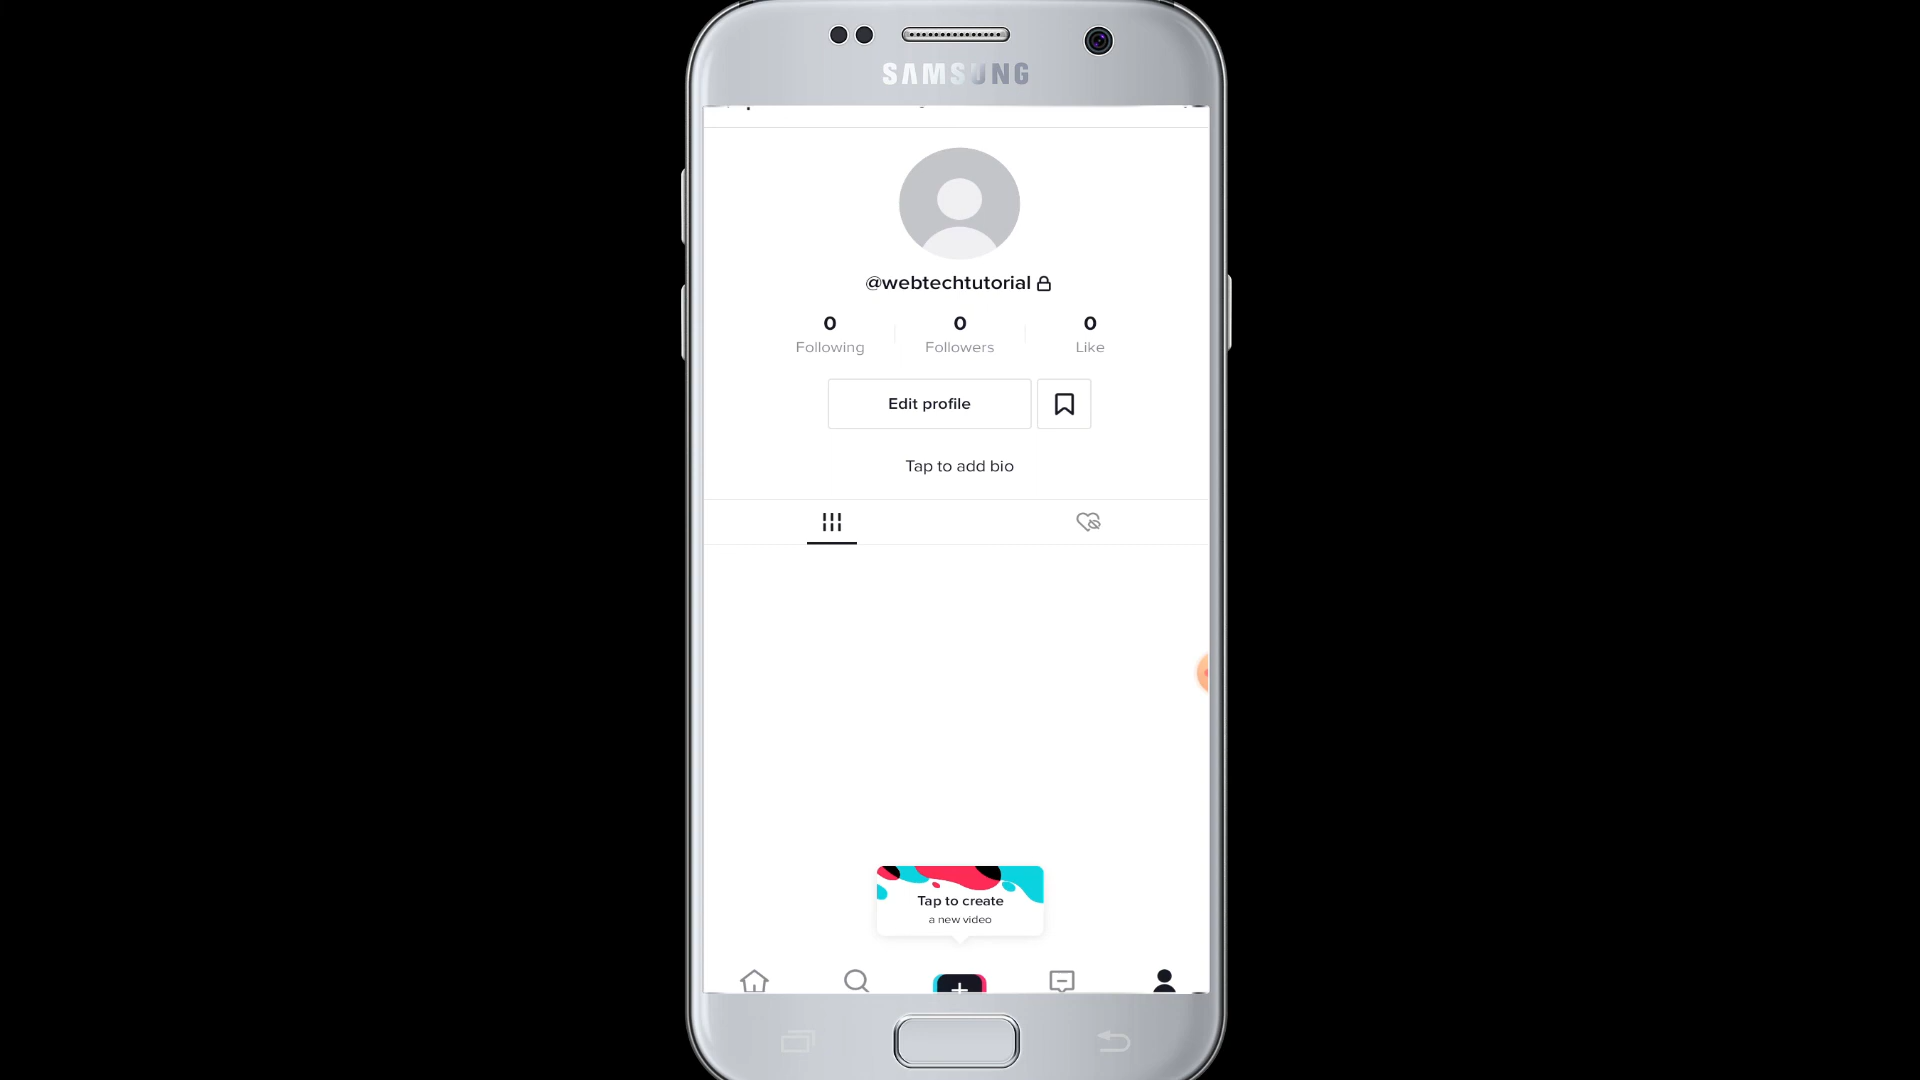 SAMSUNG
@webtechtutorial
0 0 0
Following Followers Like
Edit profile
Tap to add bio
Tap to create
a new video